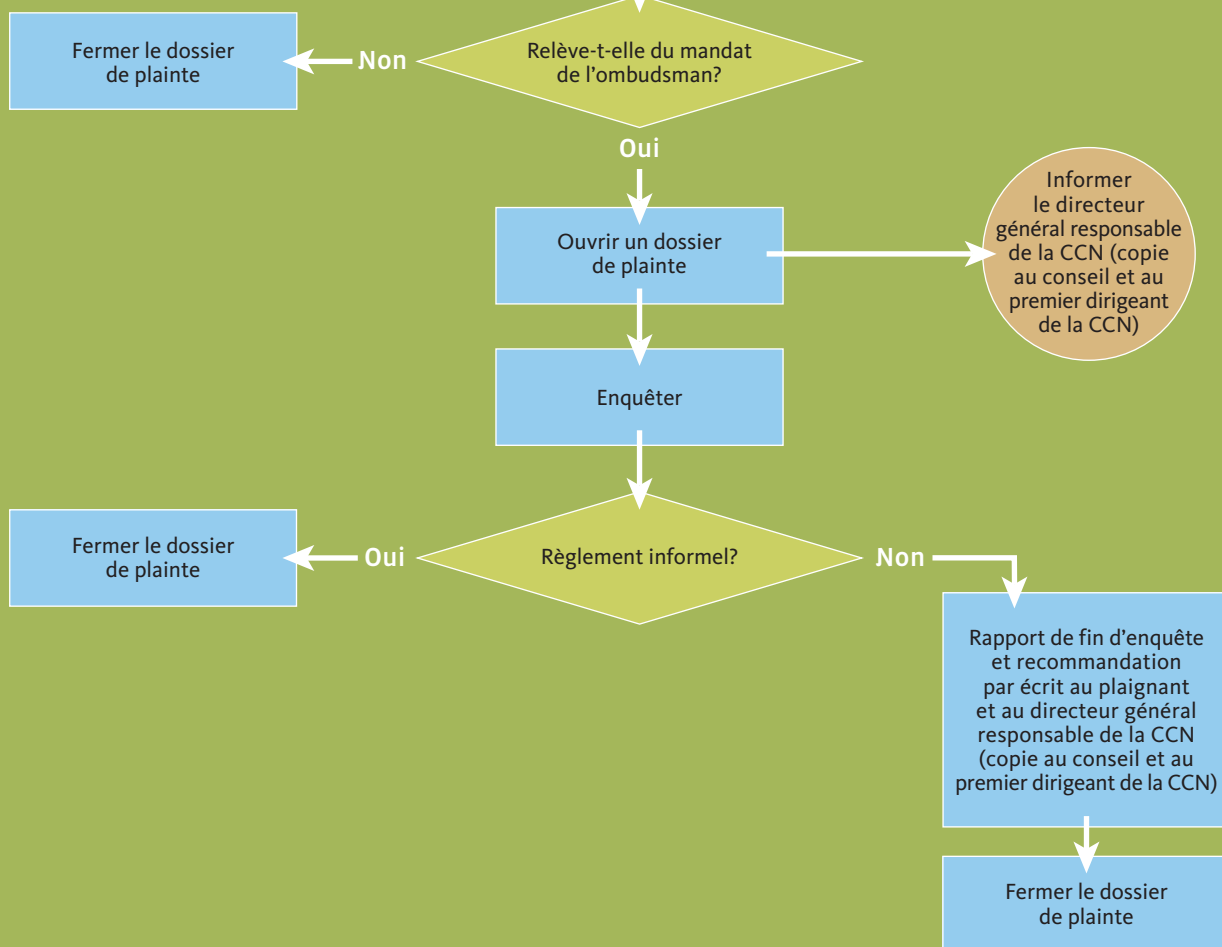 Fermer le dossier
de plainte
Non
Relève-t-elle du mandat
de l'ombudsman?
Oui
Ouvrir un dossier
de plainte
Informer
le directeur
général responsable
de la CCN (copie
au conseil et au
premier dirigeant
de la CCN)
Enquêter
Fermer le dossier
de plainte
Oui
Règlement informel?
Non
Rapport de fin d'enquête
et recommandation
par écrit au plaignant
et au directeur général
responsable de la CCN
(copie au conseil et au
premier dirigeant de la CCN)
Fermer le dossier
de plainte